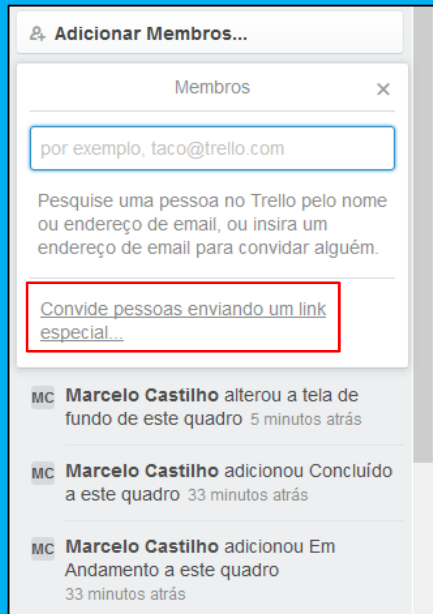 Adicionar Membros...
Membros
por exemplo, taco@trello.com
Pesquise uma pessoa no Trello pelo nome
ou endereço de email, ou insira um
endereço de email para convidar alguém.
Convide pessoas enviando um link
especial...
MC Marcelo Castilho alterou a tela de
fundo de este quadro 5 minutos atrás
MC Marcelo Castilho adicionou Concluído
a este quadro 33 minutos atrás
MC Marcelo Castilho adicionou Em
Andamento a este quadro
33 minutos atrás